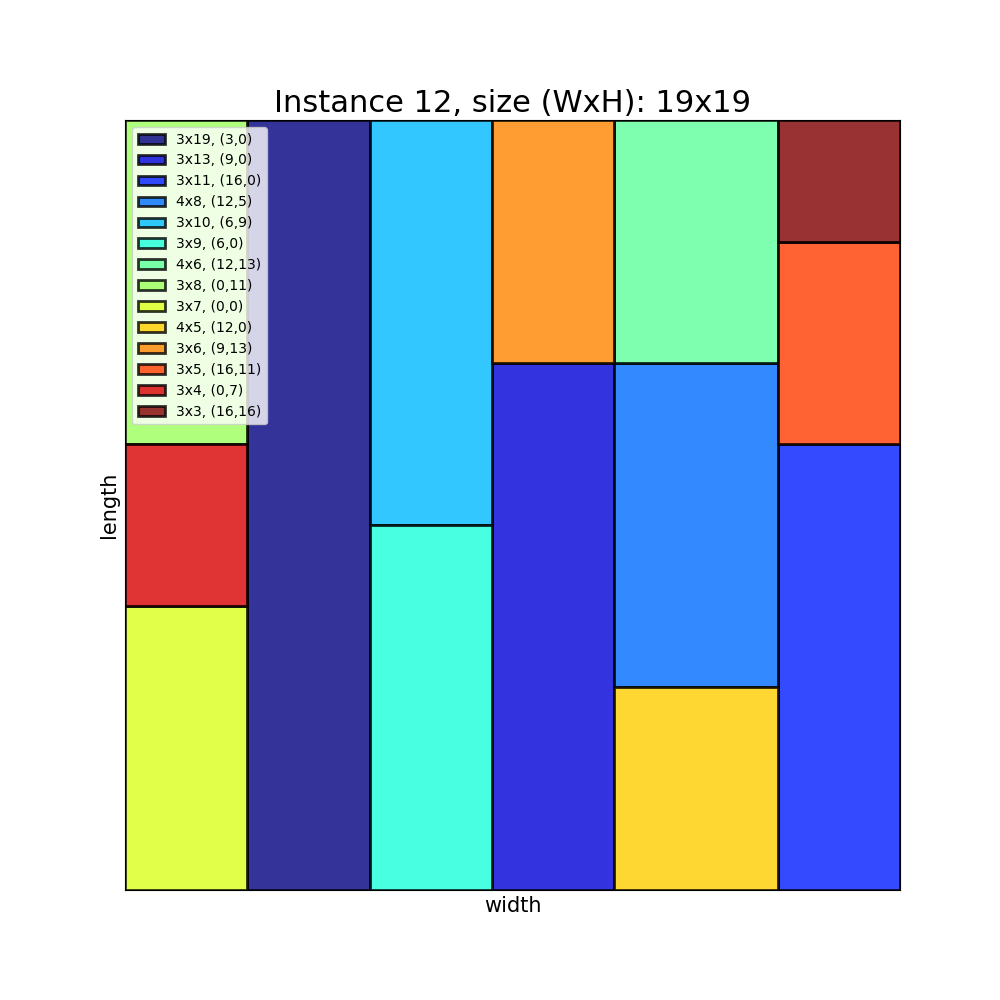 Instance 12, size (WxH): 19x19
3x19, (3,0)
3x13, (9,0)
3x11, (16,0)
4x8, (12,5)
3x10, (6,9)
3x9, (6,0)
4x6, (12,13)
3x8, (0,11)
3x7, (0,0)
4x5, (12,0)
3x6, (9,13)
3x5, (16,11)
3x4, (0,7)
3x3, (16,16)
length
width